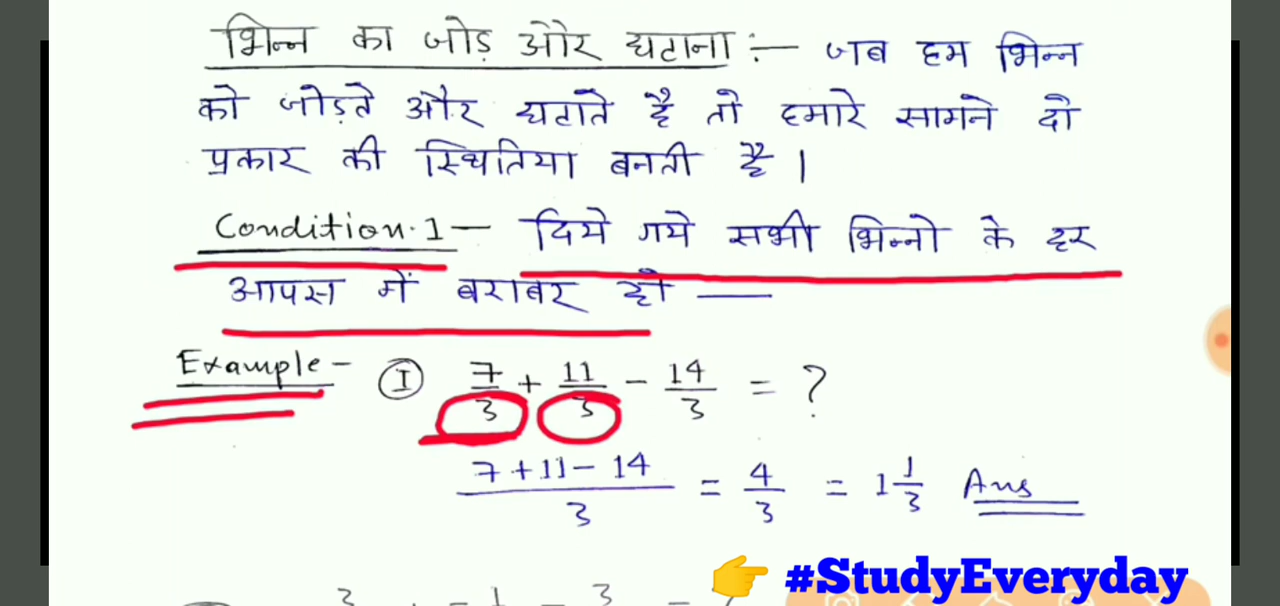 भिन्न का जोड़ और घटाना :— जब हम भिन्न
को जोड़ते और घटाते है तो हमारे सामने दो
प्रकार की स्थितिया बनती है ।
Condition.1 — दिये गये सभी भिन्नो के हर
आपस में बराबर हो —
Example - I 7/3 + 11/3 - 14/3 = ?
7+11-14/3 = 4/3 = 1 1/3 Ans
#StudyEveryday